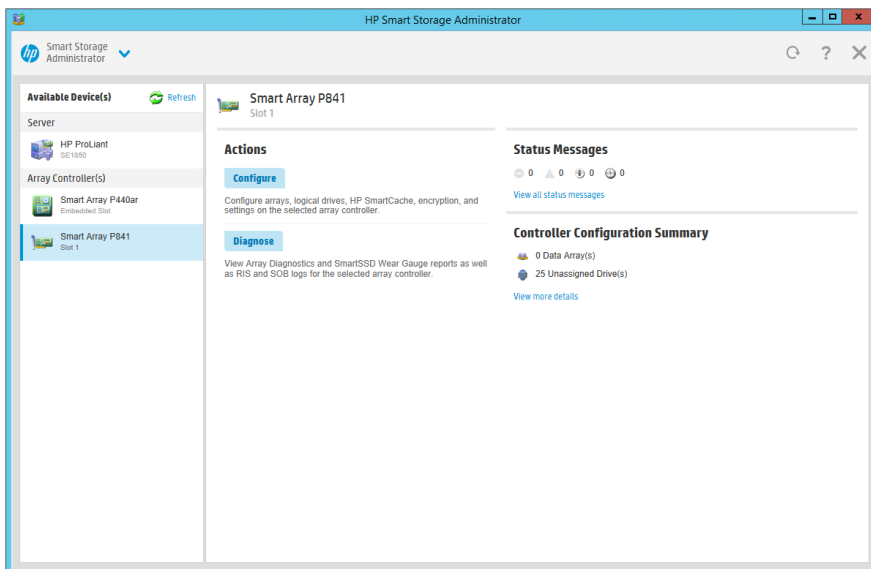 HP Smart Storage Administrator
hp
Smart Storage
Administrator
?
Available Device(s)
Refresh
Server
HP ProLiant
SE1850
Array Controller(s)
Smart Array P440ar
Embedded Slot
Smart Array P841
Slot 1
Smart Array P841
Slot 1
Actions
Configure
Configure arrays, logical drives, HP SmartCache, encryption, and
settings on the selected array controller.
Diagnose
View Array Diagnostics and SmartSSD Wear Gauge reports as well
as RIS and SOB logs for the selected array controller.
Status Messages
0 0 0 0
View all status messages
Controller Configuration Summary
0 Data Array(s)
25 Unassigned Drive(s)
View more details